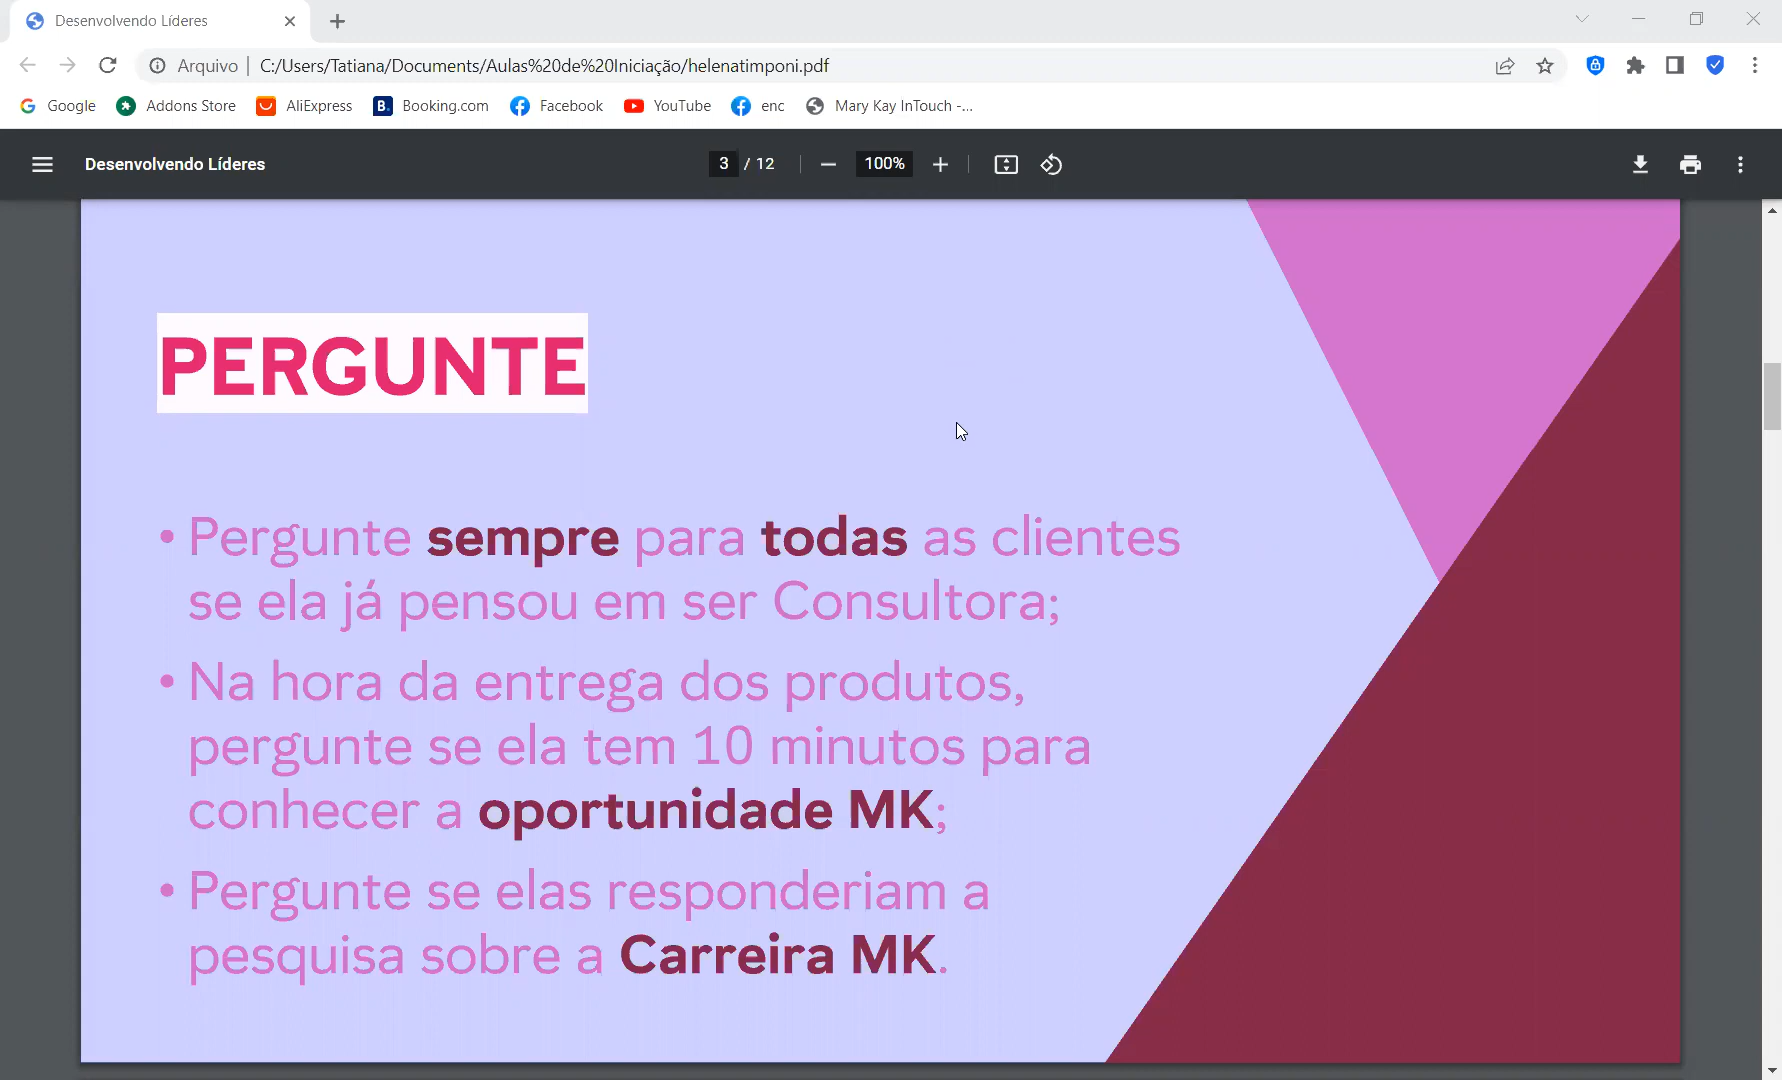 Desenvolvendo Líderes
Arquivo | C:/Users/Tatiana/Documents/Aulas%20de%20Iniciação/helenatimponi.pdf
Google Addons Store AliExpress B. Booking.com Facebook YouTube enc Mary Kay InTouch -...
Desenvolvendo Líderes 3 / 12 100%
PERGUNTE
• Pergunte sempre para todas as clientes
se ela já pensou em ser Consultora;
• Na hora da entrega dos produtos,
pergunte se ela tem 10 minutos para
conhecer a oportunidade MK;
• Pergunte se elas responderiam a
pesquisa sobre a Carreira MK.